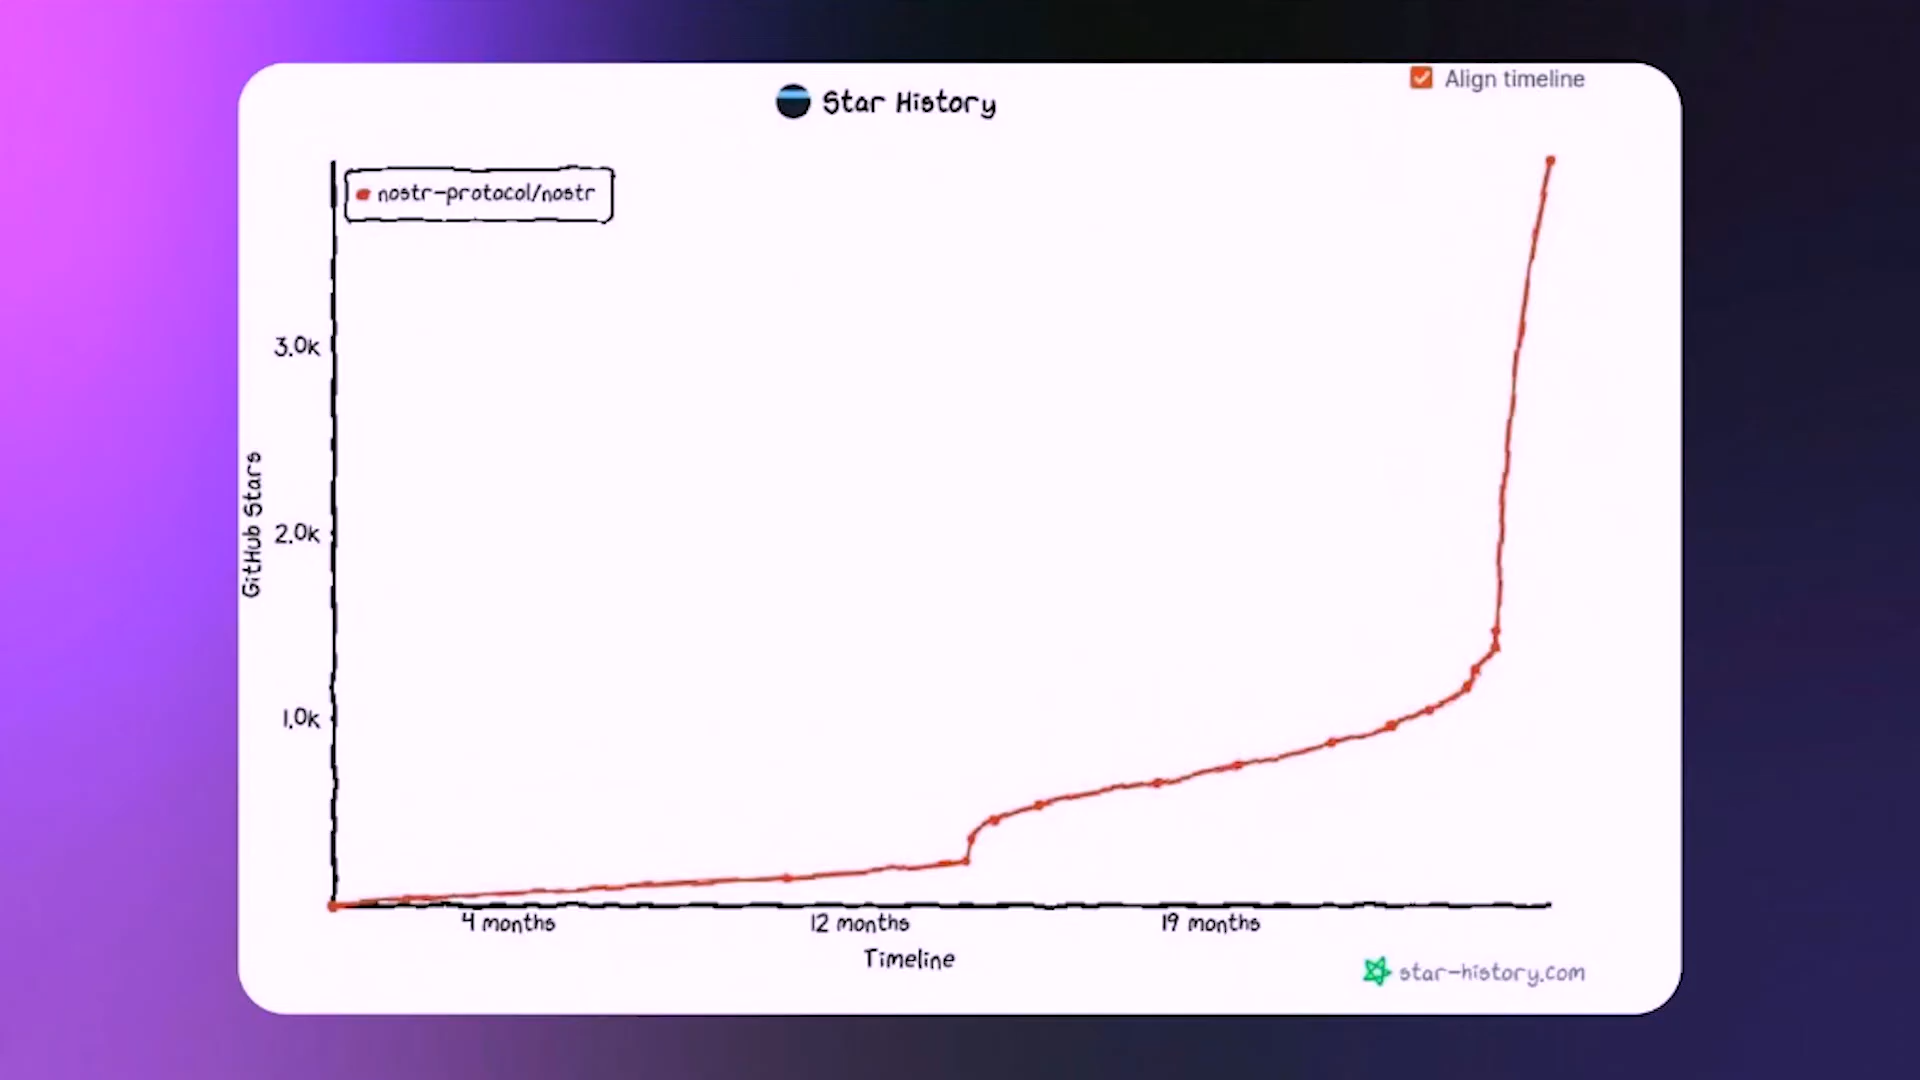 Align timeline
Star History
nostr-protocol/nostr
3.0k
2.0k
1.0k
GitHub Stars
4 months
12 months
19 months
Timeline
star-history.com